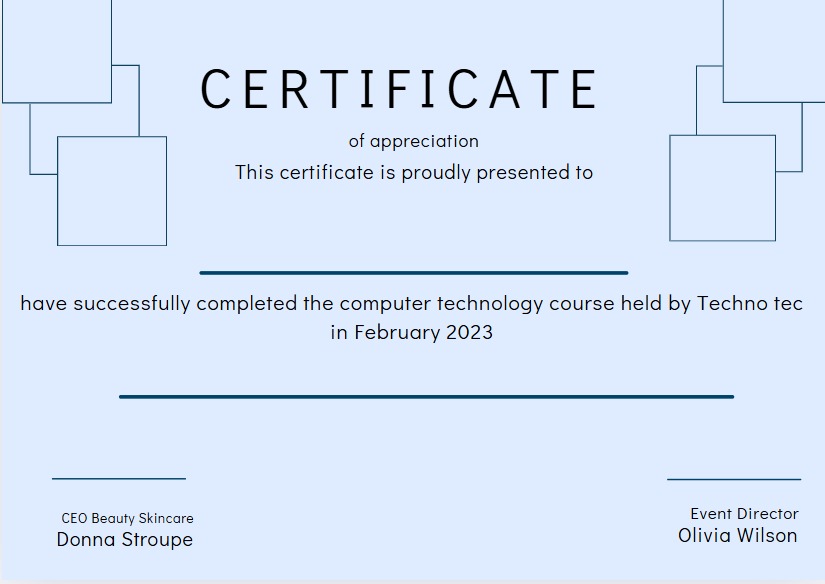 CERTIFICATE
of appreciation
This certificate is proudly presented to
have successfully completed the computer technology course held by Techno tec
in February 2023
CEO Beauty Skincare
Donna Stroupe
Event Director
Olivia Wilson